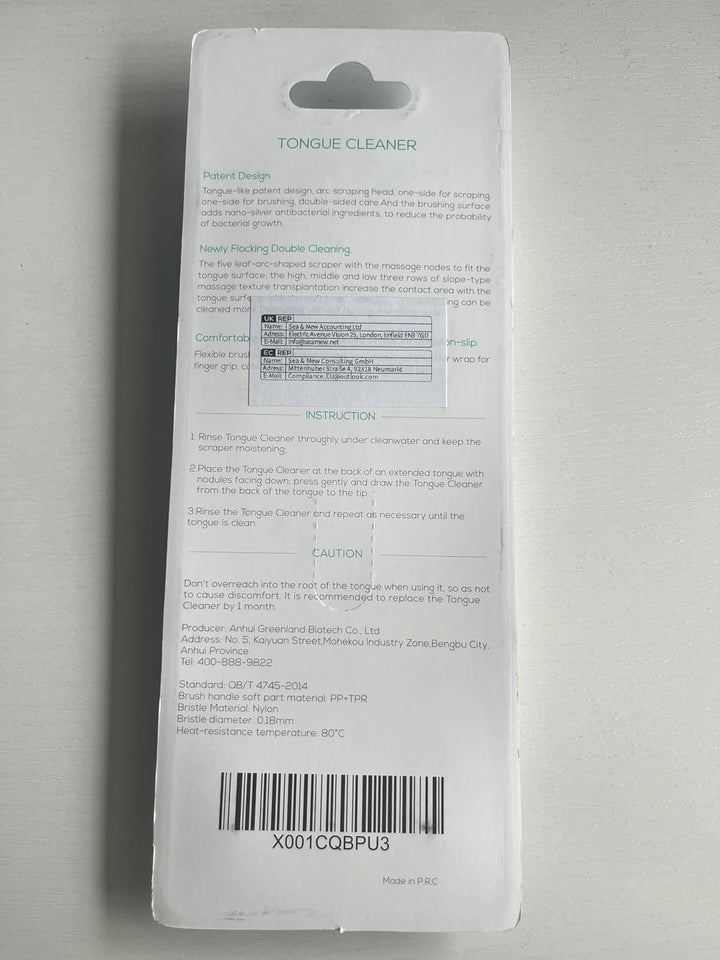 TONGUE CLEANER
Patent Design
Tongue-like patent design, arc scraping head, one-side for scraping,
one-side for brushing, double-sided care.And the brushing surface
adds nano-silver antibacterial ingredients, to reduce the probability
of bacterial growth.
Newly Flocking Double Cleaning.
The five leaf-arc-shaped scraper with the massage nodes to fit the
tongue surface, the high, middle and low three rows of slope-type
massage texture transplantation increase the contact area with the
tongue can be
cleaned
UK REP
Name: Sea & Mew Accounting Ltd
Adress: Electric Avenue Vision 25, London, Enfield EN3 7GD
E-Mail: info@seamew.net
EC REP
Name: Sea & Mew Consulting GmbH
Adress: Mittenhuber Straße 4, 92318 Neumarkt
E-Mail: Compliance.EU@outlook.com
on-slip.
Flexible wrap for
finger grip,
INSTRUCTION
1. Rinse Tongue Cleaner throughly under cleanwater and keep the
scraper moistening;
2.Place the Tongue Cleaner at the back of an extended tongue with
nodules facing down; press gently and draw the Tongue Cleaner
from the back of the tongue to the tip.
3.Rinse the Tongue Cleaner and repeat as necessary until the
tongue is clean.
CAUTION
Don't overreach into the root of the tongue when using it, so as not
to cause discomfort. It is recommended to replace the Tongue
Cleaner by 1 month.
Producer: Anhui Greenland Biotech Co., Ltd
Address: No. 5, Kaiyuan Street,Mohekou Industry Zone,Bengbu City,
Anhui Province
Tel: 400-888-9822
Standard: QB/T 4745-2014
Brush handle soft part material: PP+TPR
Bristle Material: Nylon
Bristle diameter: 0.18mm
Heat-resistance temperature: 80°C
X001CQBPU3
Made in P.R.C